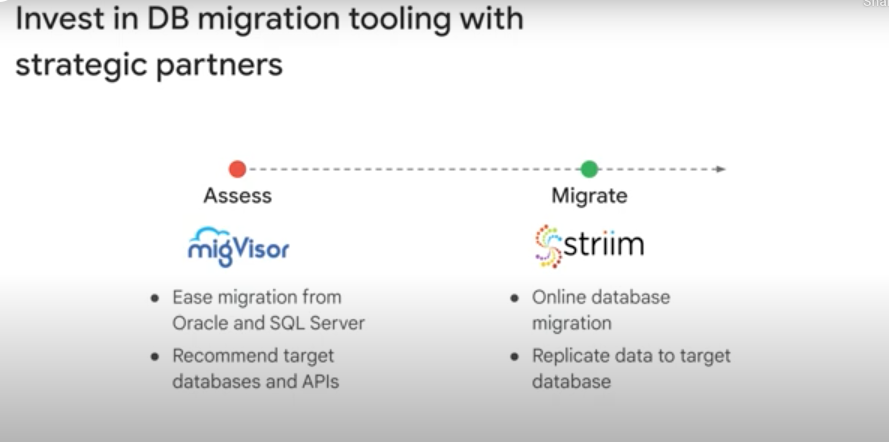 Invest in DB migration tooling with
strategic partners
Assess
Migrate
migVisor
striim
• Ease migration from
Oracle and SQL Server
• Recommend target
databases and APIs
• Online database
migration
• Replicate data to target
database